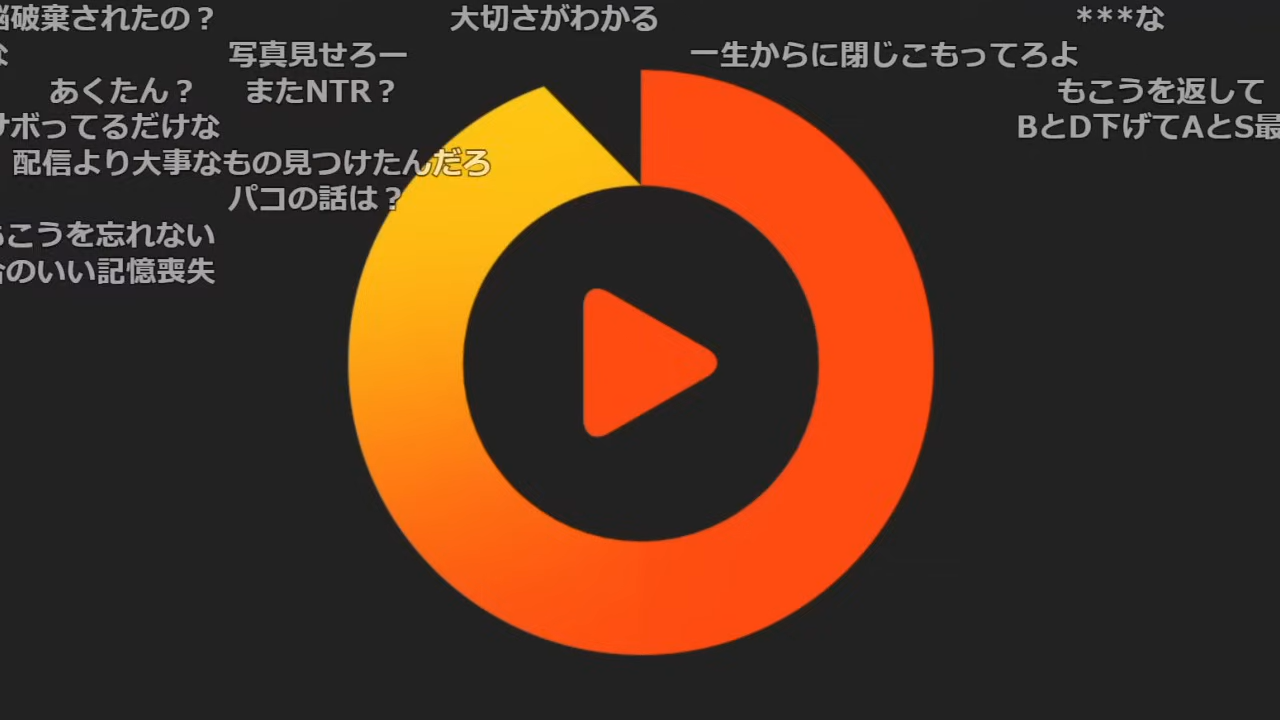 脳破棄されたの？
大切さがわかる
***な
な
写真見せろー
一生からに閉じこもってろよ
あくたん？
またNTR？
もこうを返して
サボってるだけな
BとD下げてAとS最
配信より大事なもの見つけたんだろ
パコの話は？
もこうを忘れない
合のいい記憶喪失